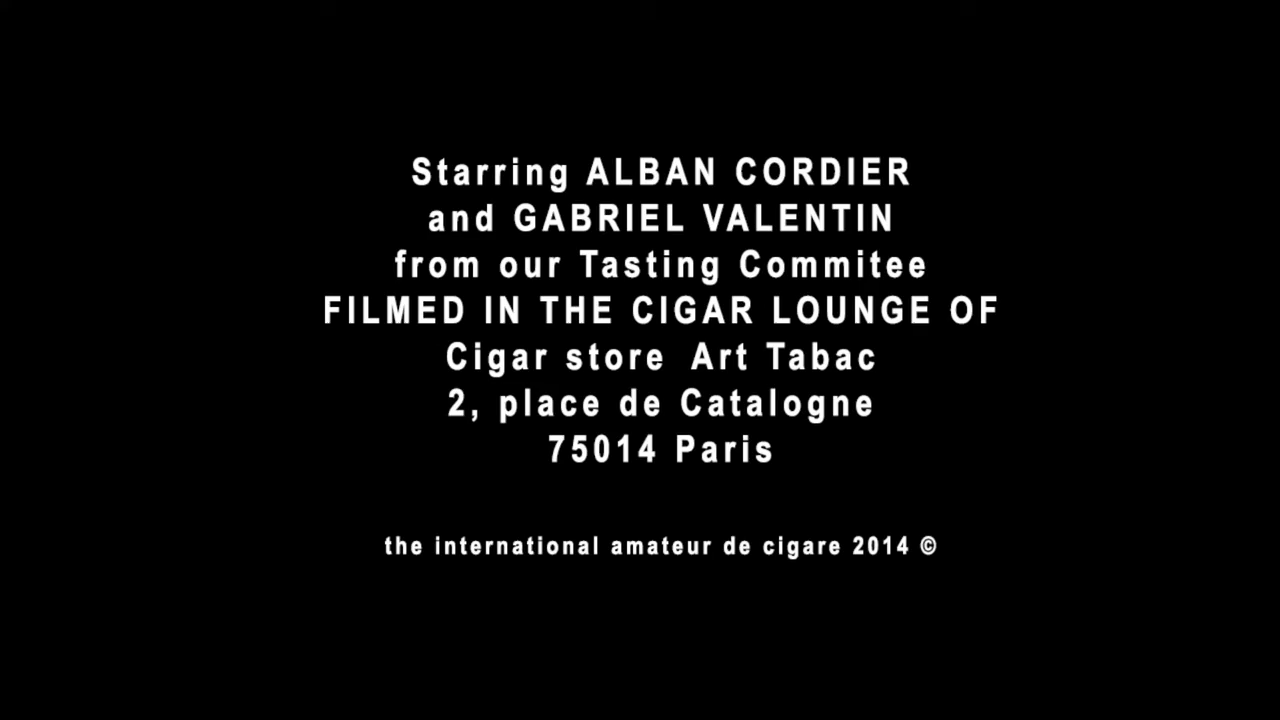 Starring ALBAN CORDIER
and GABRIEL VALENTIN
from our Tasting Commitee
FILMED IN THE CIGAR LOUNGE OF
Cigar store Art Tabac
2, place de Catalogne
75014 Paris
the international amateur de cigare 2014 ©